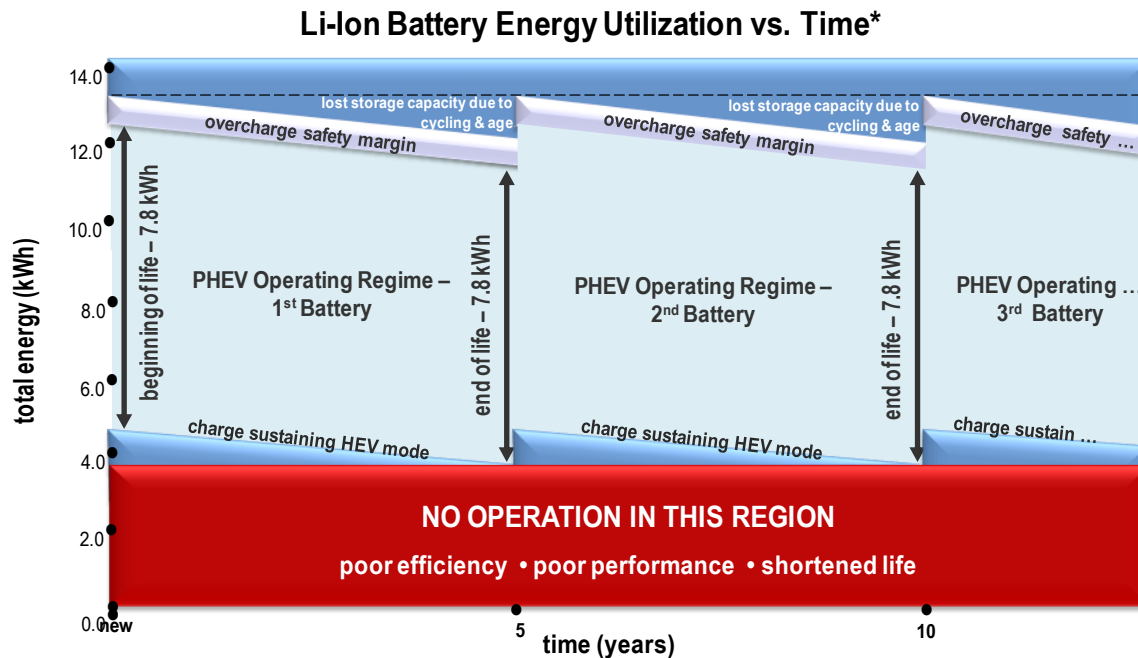 Li-Ion Battery Energy Utilization vs. Time*
total energy (kWh)
14.0
12.0
10.0
8.0
6.0
4.0
2.0
0.0
lost storage capacity due to
cycling & age
overcharge safety margin
lost storage capacity due to
cycling & age
overcharge safety margin
overcharge safety …
beginning of life – 7.8 kWh
PHEV Operating Regime –
1st Battery
end of life – 7.8 kWh
PHEV Operating Regime –
2nd Battery
end of life – 7.8 kWh
PHEV Operating …
3rd Battery
charge sustaining HEV mode
charge sustaining HEV mode
charge sustain …
NO OPERATION IN THIS REGION
poor efficiency • poor performance • shortened life
new
5
10
time (years)